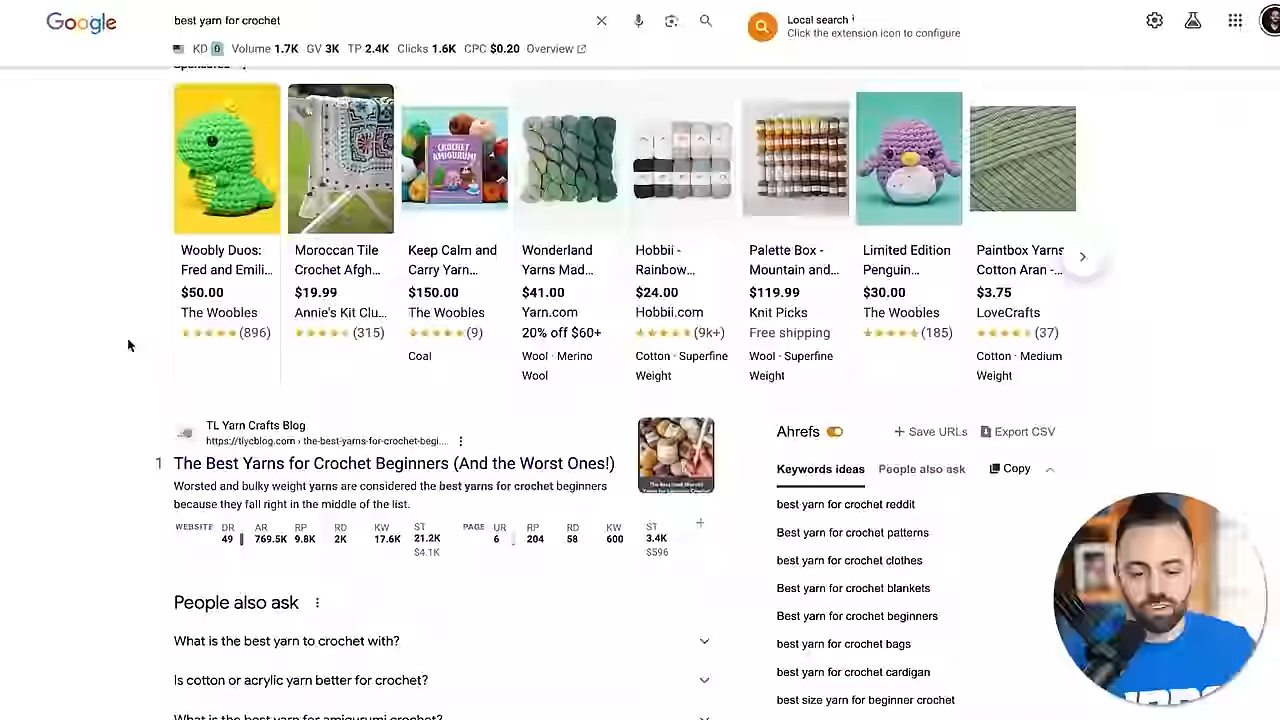 Google
best yarn for crochet
KD 0 Volume 1.7K GV 3K TP 2.4K Clicks 1.6K CPC $0.20 Overview
Local search
Click the extension icon to configure
Sponsored
CROCHET AMIGURUMI
Woobly Duos: Fred and Emili...
$50.00
The Woobles
(896)
Moroccan Tile Crochet Afgh...
$19.99
Annie's Kit Clu...
(315)
Keep Calm and Carry Yarn...
$150.00
The Woobles
(9)
Coal
Wonderland Yarns Mad...
$41.00
Yarn.com
20% off $60+
Wool · Merino Wool
Hobbii - Rainbow...
$24.00
Hobbii.com
(9k+)
Cotton · Superfine Weight
Palette Box - Mountain and...
$119.99
Knit Picks
Free shipping
Wool · Superfine Weight
Limited Edition Penguin...
$30.00
The Woobles
(185)
Paintbox Yarns Cotton Aran -...
$3.75
LoveCrafts
(37)
Cotton · Medium Weight
TL Yarn Crafts Blog
https://tlycblog.com › the-best-yarns-for-crochet-begi...
1 The Best Yarns for Crochet Beginners (And the Worst Ones!)
Worsted and bulky weight yarns are considered the best yarns for crochet beginners
because they fall right in the middle of the list.
WEBSITE DR 49 AR 769.5K RP 9.8K RD 2K KW 17.6K ST 21.2K $4.1K PAGE UR 6 RP 204 RD 58 KW 600 ST 3.4K $596
People also ask
What is the best yarn to crochet with?
Is cotton or acrylic yarn better for crochet?
What is the best yarn for amigurumi crochet?
Ahrefs
+ Save URLs
Export CSV
Keywords ideas
People also ask
Copy
best yarn for crochet reddit
Best yarn for crochet patterns
best yarn for crochet clothes
Best yarn for crochet blankets
Best yarn for crochet beginners
best yarn for crochet bags
best yarn for crochet cardigan
best size yarn for beginner crochet